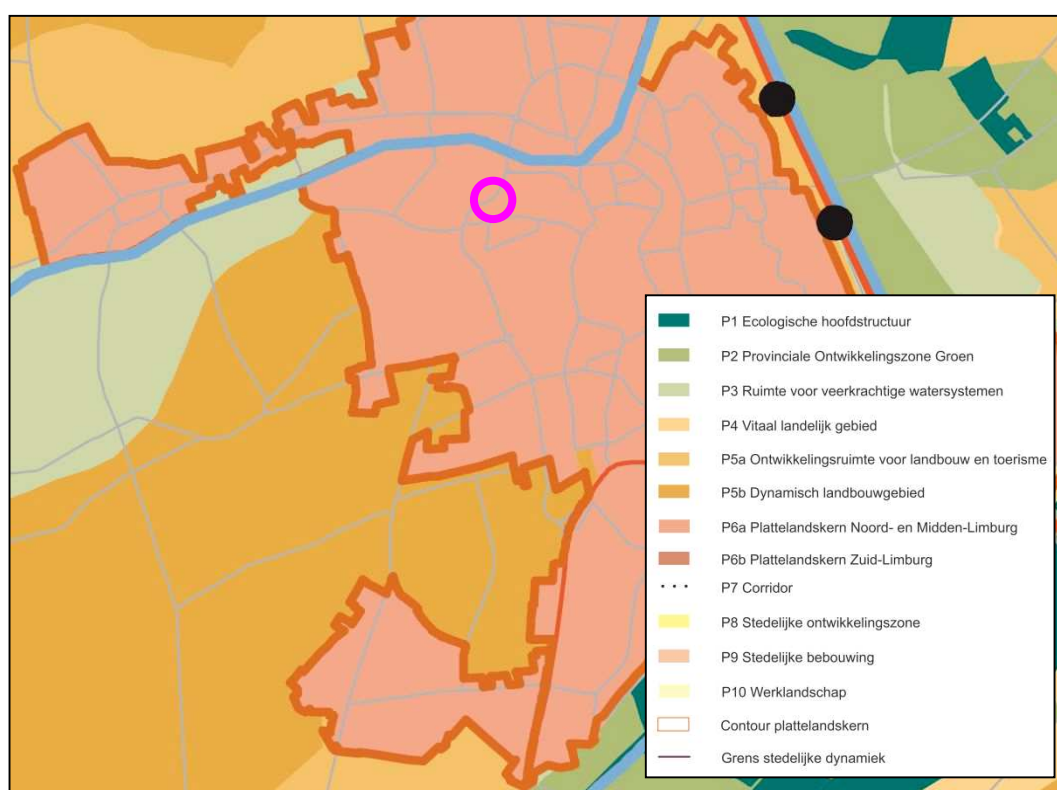 P1 Ecologische hoofdstructuur
P2 Provinciale Ontwikkelingszone Groen
P3 Ruimte voor veerkrachtige watersystemen
P4 Vitaal landelijk gebied
P5a Ontwikkelingsruimte voor landbouw en toerisme
P5b Dynamisch landbouwgebied
P6a Plattelandskern Noord- en Midden-Limburg
P6b Plattelandskern Zuid-Limburg
P7 Corridor
P8 Stedelijke ontwikkelingszone
P9 Stedelijke bebouwing
P10 Werklandschap
Contour plattelandskern
Grens stedelijke dynamiek